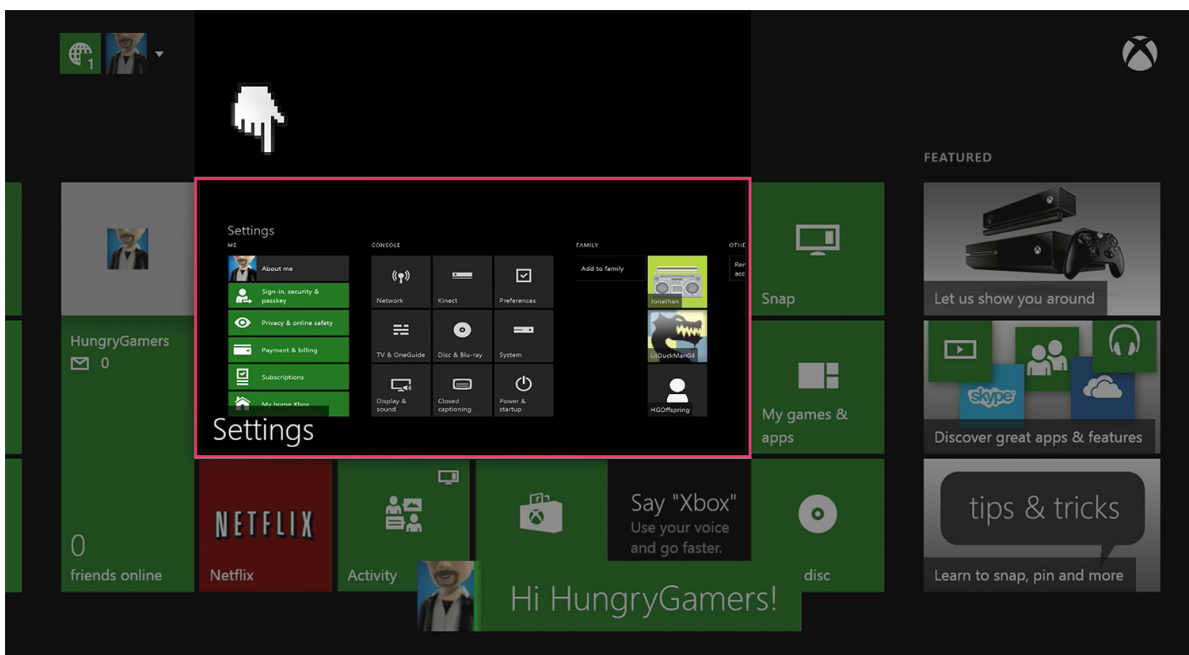 1
FEATURED
Settings
ME
CONSOLE
FAMILY
OTHE
About me
Sign-in, security &
passkey
Privacy & online safety
Payment & billing
Subscriptions
My home Xbox
Network
Kinect
Preferences
TV & OneGuide
Disc & Blu-ray
System
Display &
sound
Closed
captioning
Power &
startup
Add to family
Jonathan
LilDuckMan04
HGOffspring
Settings
HungryGamers
0
0
friends online
NETFLIX
Netflix
Activity
Say "Xbox"
Use your voice
and go faster.
Snap
My games &
apps
disc
Hi HungryGamers!
Let us show you around
skype
Discover great apps & features
tips & tricks
Learn to snap, pin and more